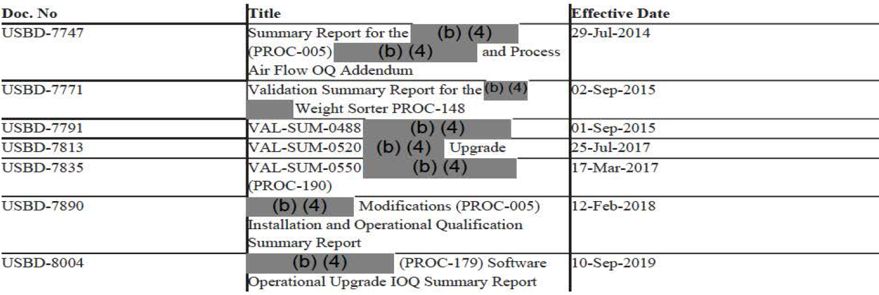 Doc. No Title Effective Date
USBD-7747 Summary Report for the (b) (4) 29-Jul-2014
(PROC-005) (b) (4) and Process
Air Flow OQ Addendum
USBD-7771 Validation Summary Report for the (b) (4) 02-Sep-2015
Weight Sorter PROC-148
USBD-7791 VAL-SUM-0488 (b) (4) 01-Sep-2015
USBD-7813 VAL-SUM-0520 (b) (4) Upgrade 25-Jul-2017
USBD-7835 VAL-SUM-0550 (b) (4) 17-Mar-2017
(PROC-190)
USBD-7890 (b) (4) Modifications (PROC-005) 12-Feb-2018
Installation and Operational Qualification
Summary Report
USBD-8004 (b) (4) (PROC-179) Software 10-Sep-2019
Operational Upgrade IOQ Summary Report